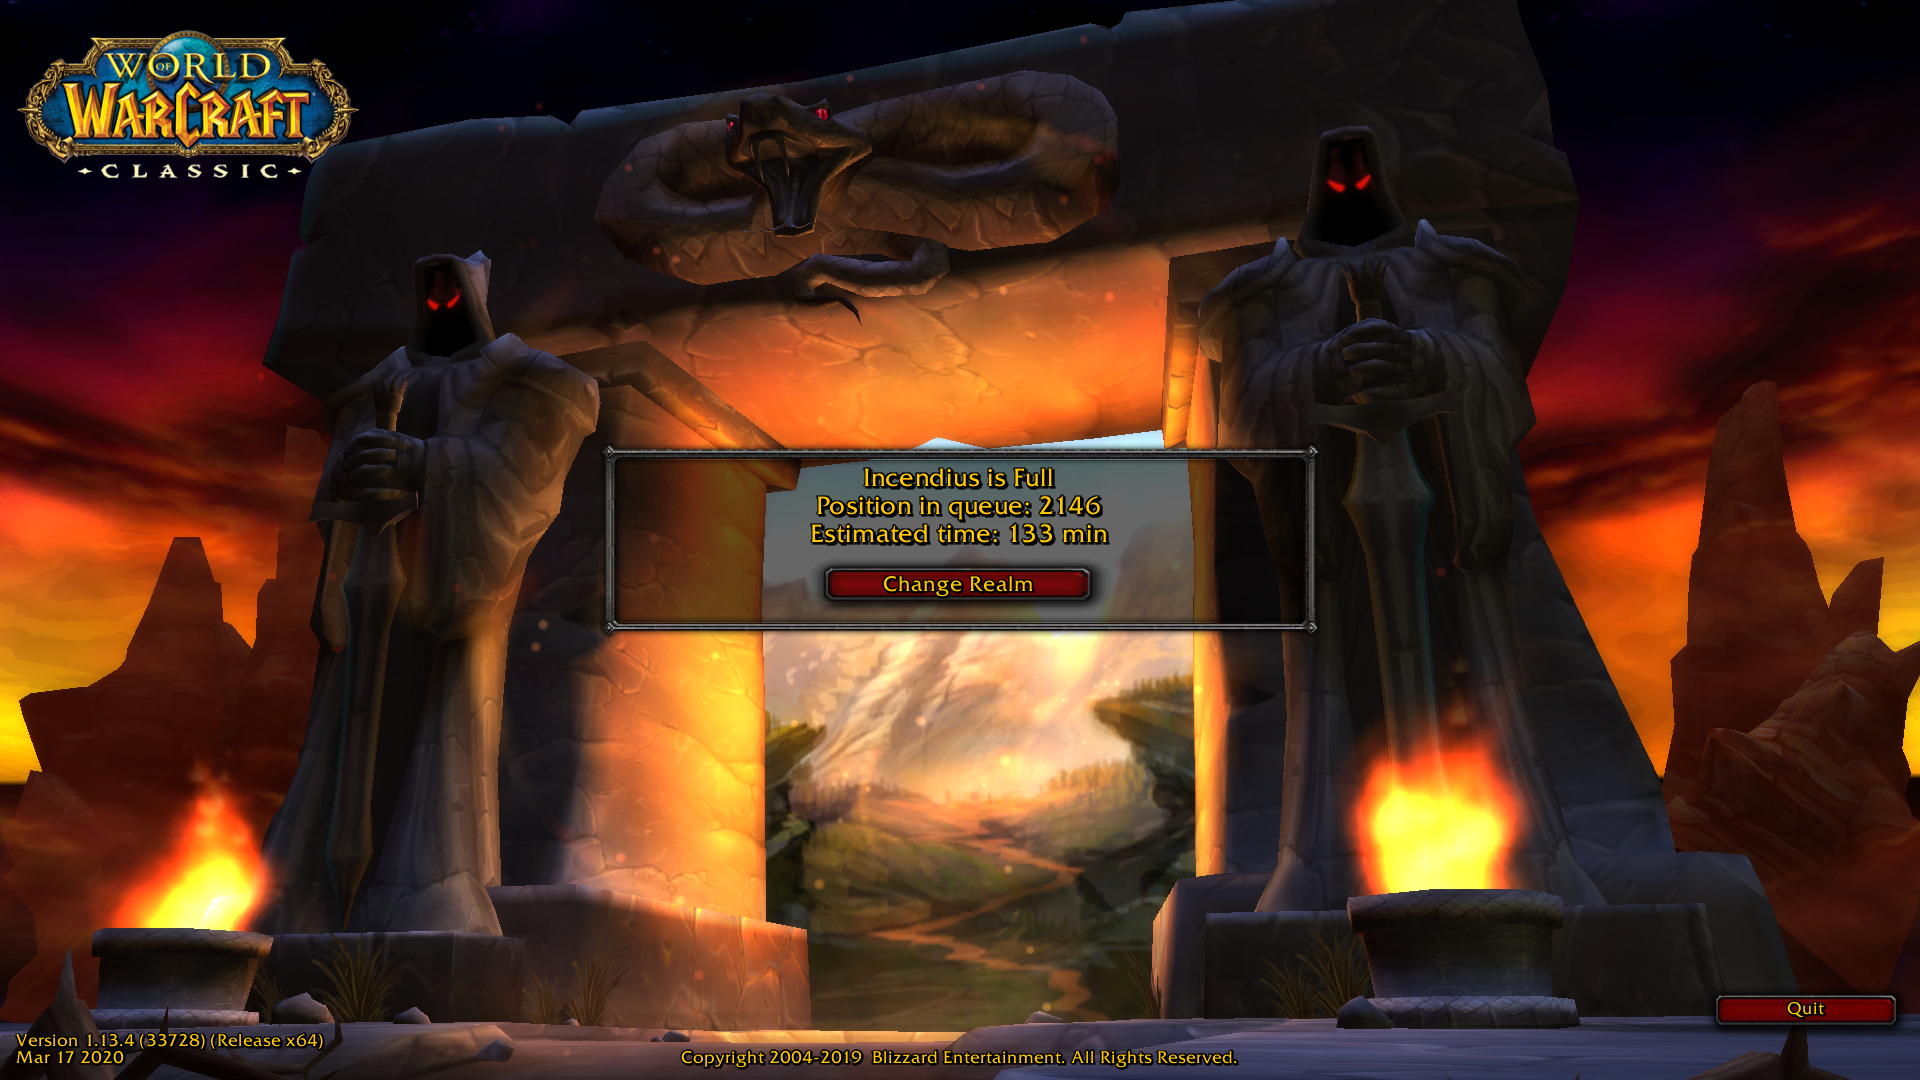 WORLD
OF
WARCRAFT
CLASSIC
Incendius is Full
Position in queue: 2146
Estimated time: 133 min
Change Realm
Quit
Version 1.13.4 (33728) (Release x64)
Mar 17 2020
Copyright 2004-2019 Blizzard Entertainment. All Rights Reserved.